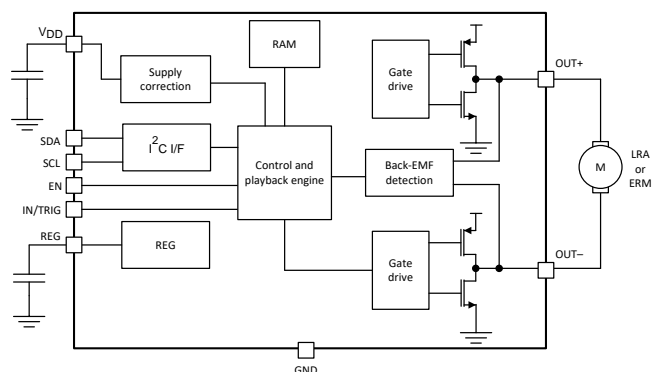 VDD
Supply
correction
RAM
Gate
drive
OUT+
SDA
SCL
I2C I/F
EN
IN/TRIG
Control and
playback engine
Back-EMF
detection
M
LRA
or
ERM
REG
REG
Gate
drive
OUT–
GND